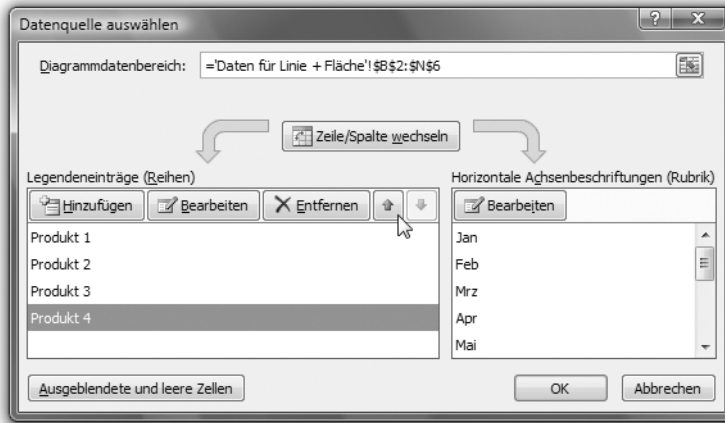 Datenquelle auswählen
Diagrammdatenbereich: ='Daten für Linie + Fläche'!$B$2:$N$6
Zeile/Spalte wechseln
Legendeneinträge (Reihen)
Hinzufügen Bearbeiten Entfernen
Produkt 1
Produkt 2
Produkt 3
Produkt 4
Horizontale Achsenbeschriftungen (Rubrik)
Bearbeiten
Jan
Feb
Mrz
Apr
Mai
Ausgeblendete und leere Zellen
OK Abbrechen